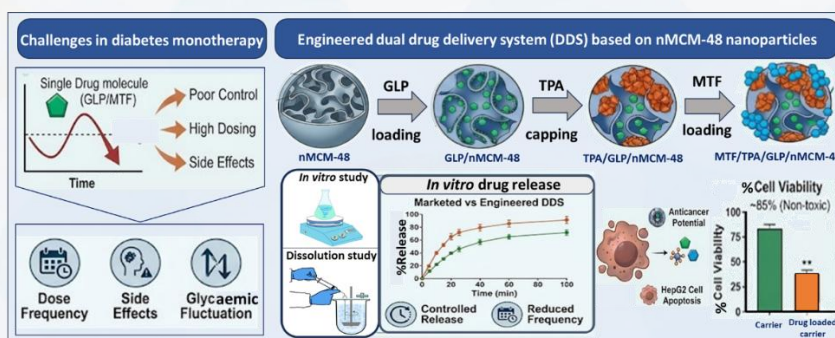 Challenges in diabetes monotherapy
Single Drug molecule
(GLP/MTF)
Poor Control
High Dosing
Side Effects
Time
Dose
Frequency
Side
Effects
Glycaemic
Fluctuation
Engineered dual drug delivery system (DDS) based on nMCM-48 nanoparticles
GLP
loading
TPA
capping
MTF
loading
nMCM-48
GLP/nMCM-48
TPA/GLP/nMCM-48
MTF/TPA/GLP/nMCM-4
In vitro study
Dissolution study
In vitro drug release
Marketed vs Engineered DDS
%Release
100
80
60
40
20
0
0 20 40 60 80 100
Time (min)
Controlled
Release
Reduced
Frequency
Anticancer
Potential
HepG2 Cell
Apoptosis
%Cell Viability
~85% (Non-toxic)
% Cell Viability
100
75
50
25
0
**
Carrier
Drug loaded
carrier